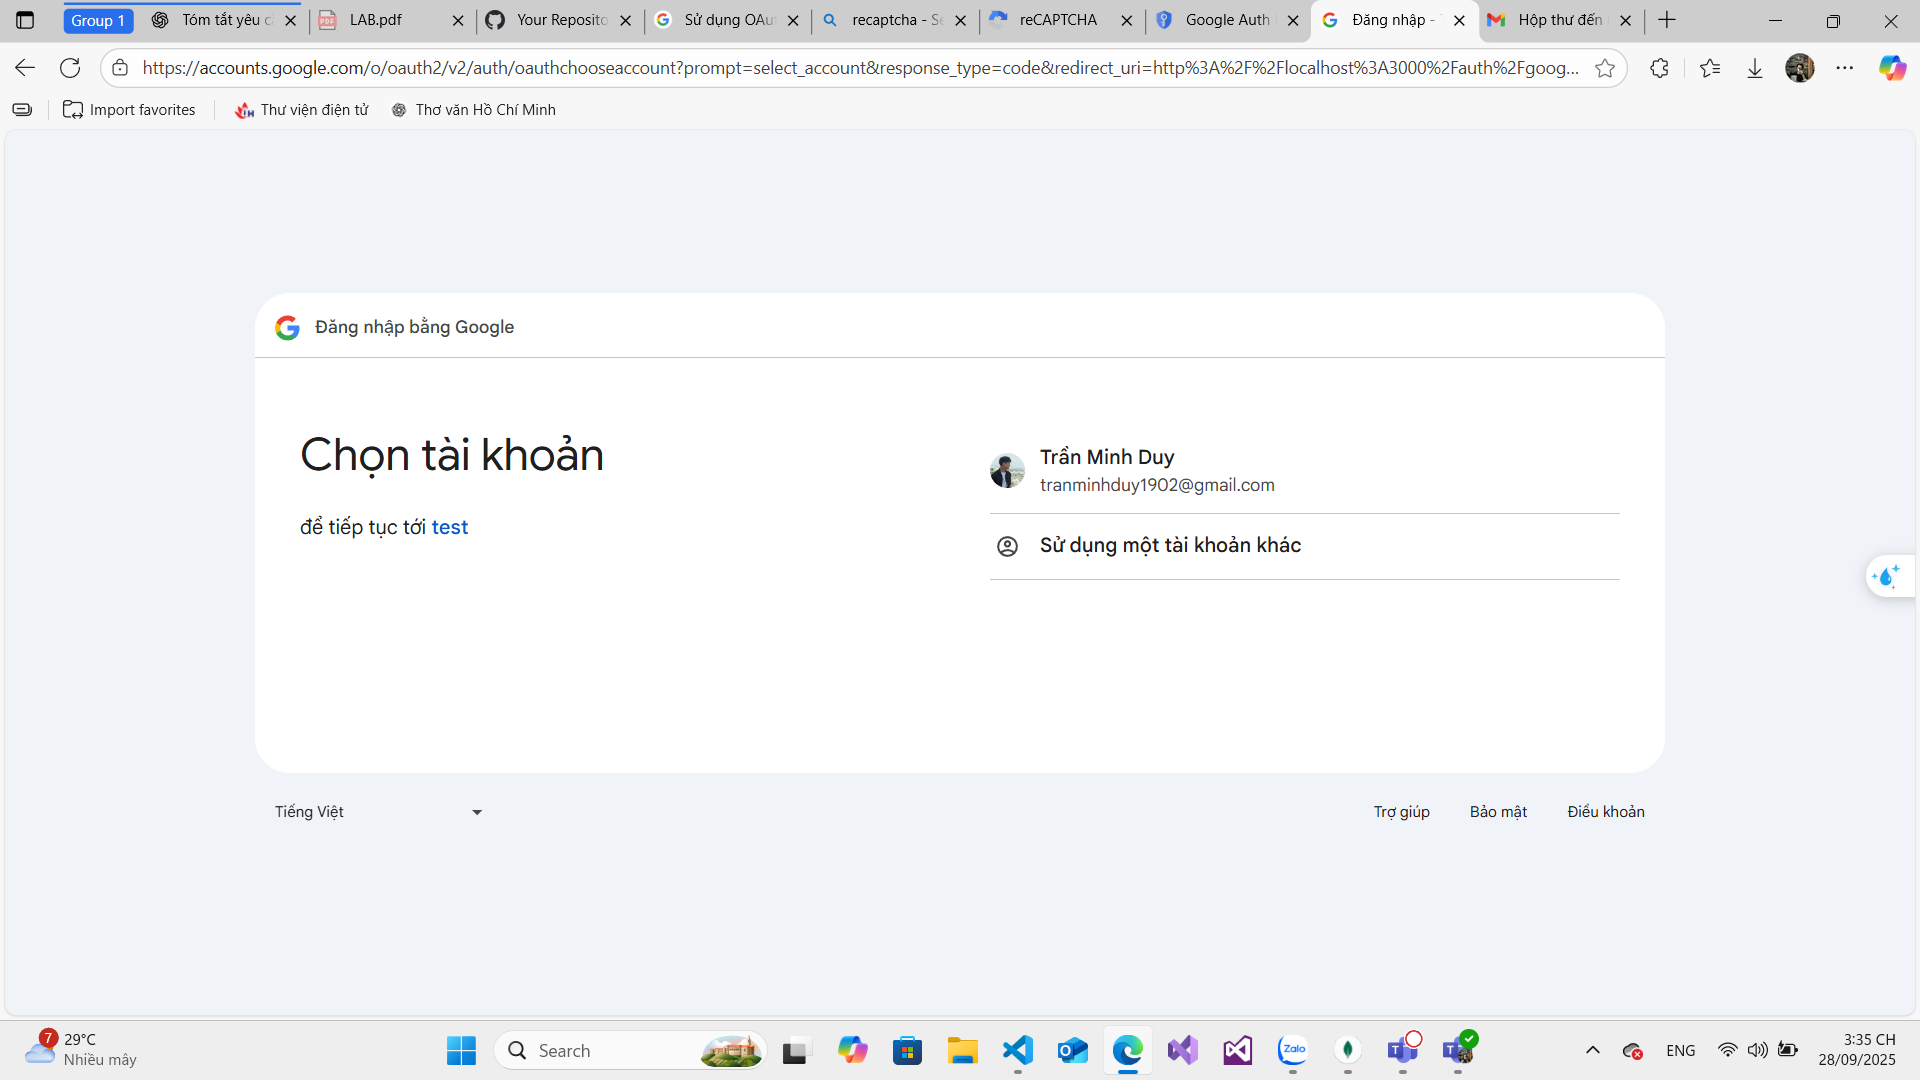 Group 1
Tóm tắt yêu c
LAB.pdf
Your Reposito
Sử dụng OAu
recaptcha - Se
reCAPTCHA
Google Auth
Đăng nhập -
Hộp thư đến
https://accounts.google.com/o/oauth2/v2/auth/oauthchooseaccount?prompt=select_account&response_type=code&redirect_uri=http%3A%2F%2Flocalhost%3A3000%2Fauth%2Fgoog...
Import favorites
Thư viện điện tử
Thơ văn Hồ Chí Minh
Đăng nhập bằng Google
Chọn tài khoản
để tiếp tục tới test
Trần Minh Duy
tranminhduy1902@gmail.com
Sử dụng một tài khoản khác
Tiếng Việt
Trợ giúp
Bảo mật
Điều khoản
7
29°C
Nhiều mây
Search
Zalo
ENG
3:35 CH
28/09/2025